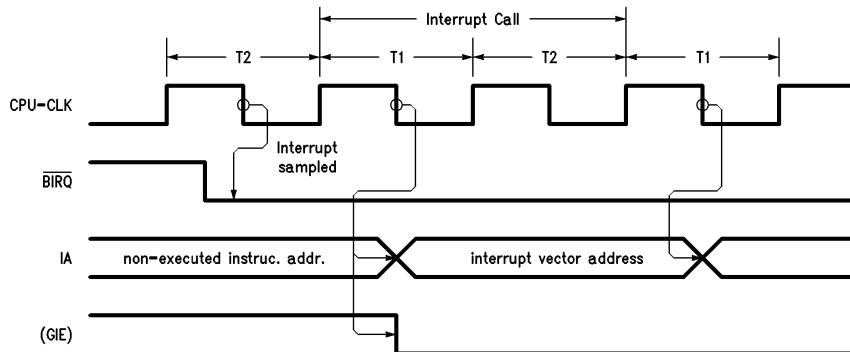 Interrupt Call
T2
T1
T2
T1
CPU-CLK
Interrupt
sampled
BIRQ
IA
non-executed instruc. addr.
interrupt vector address
(GIE)